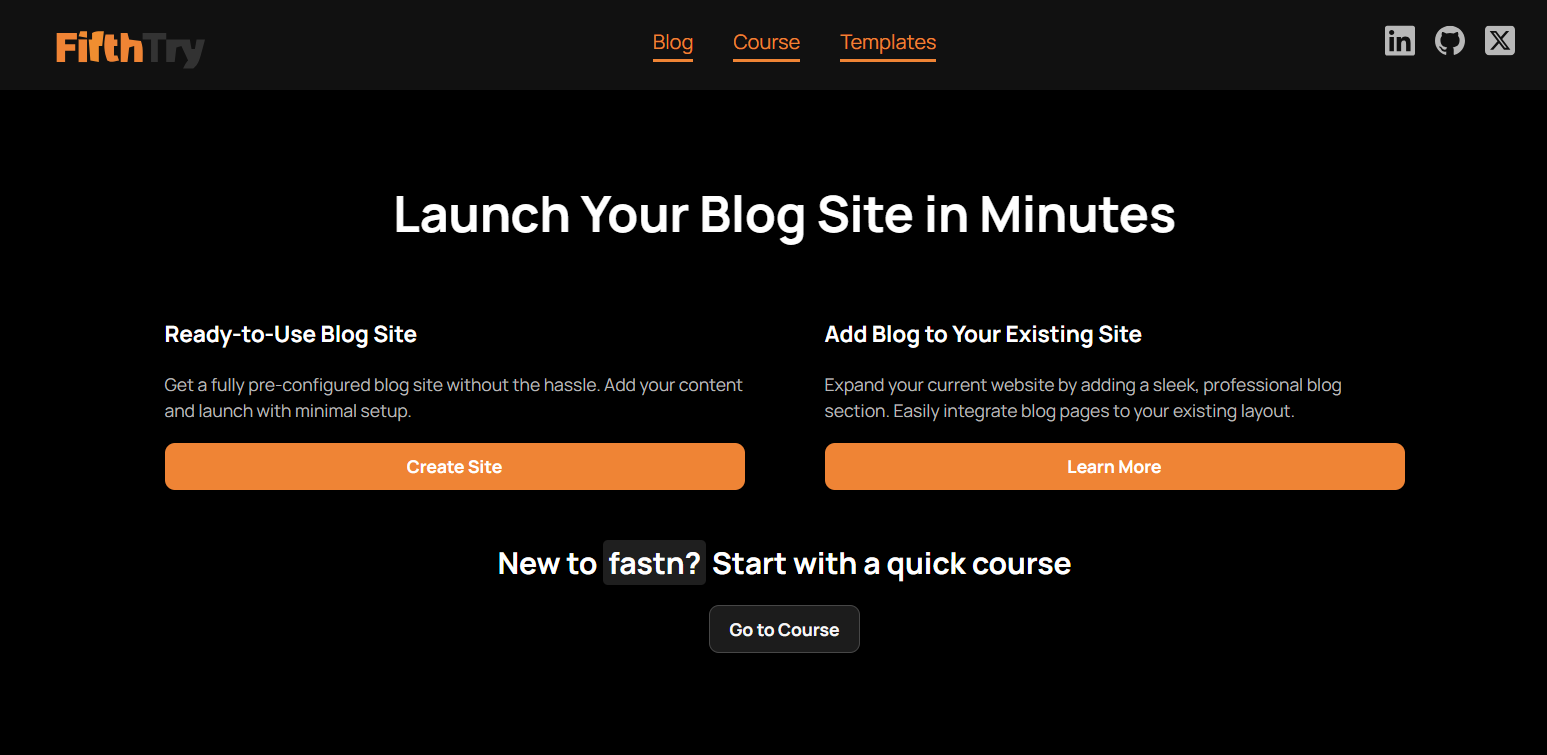 FifthTry
Blog Course Templates
Launch Your Blog Site in Minutes
Ready-to-Use Blog Site
Get a fully pre-configured blog site without the hassle. Add your content
and launch with minimal setup.
Create Site
Add Blog to Your Existing Site
Expand your current website by adding a sleek, professional blog
section. Easily integrate blog pages to your existing layout.
Learn More
New to fastn? Start with a quick course
Go to Course